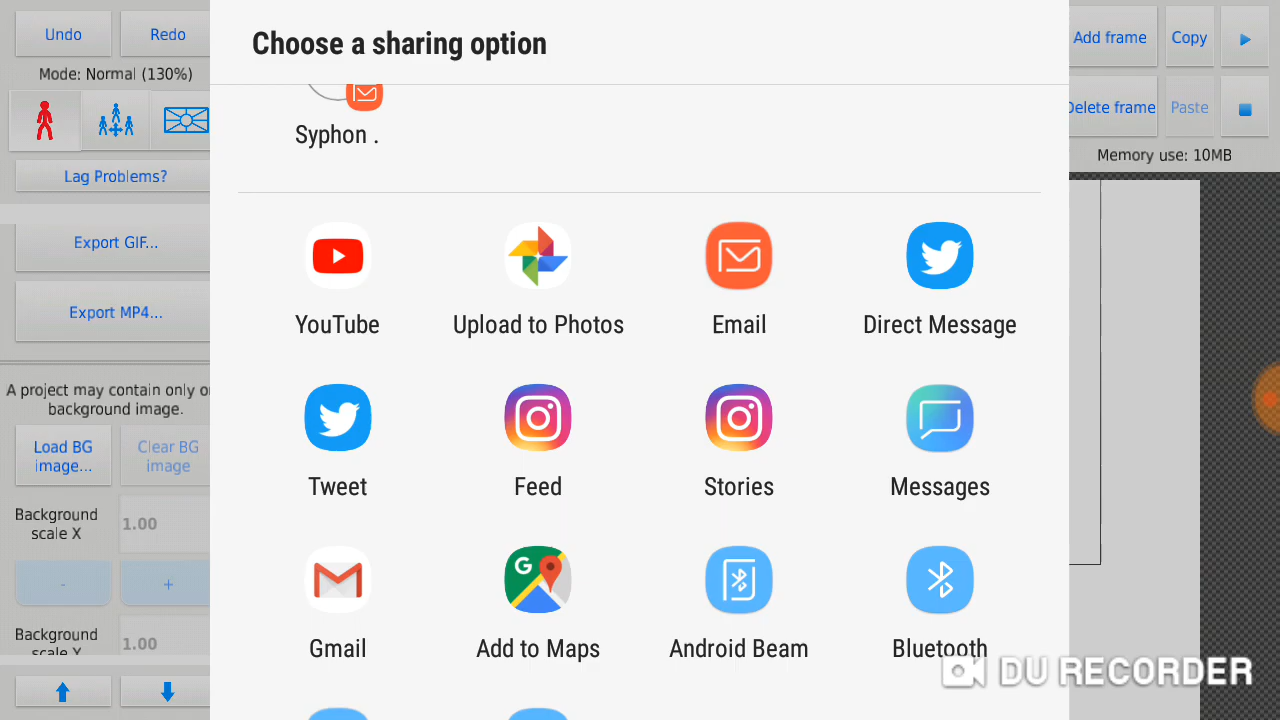 Undo
Redo
Mode: Normal (130%)
Lag Problems?
Export GIF...
Export MP4...
A project may contain only o
background image.
Load BG
image...
Clear BG
image
Background
scale X
1.00
-
+
Background
scale Y
1.00
Choose a sharing option
Syphon .
YouTube
Upload to Photos
Email
Direct Message
Tweet
Feed
Stories
Messages
Gmail
G
Add to Maps
Android Beam
Bluetooth
Add frame
Copy
Delete frame
Paste
Memory use: 10MB
DU RECORDER